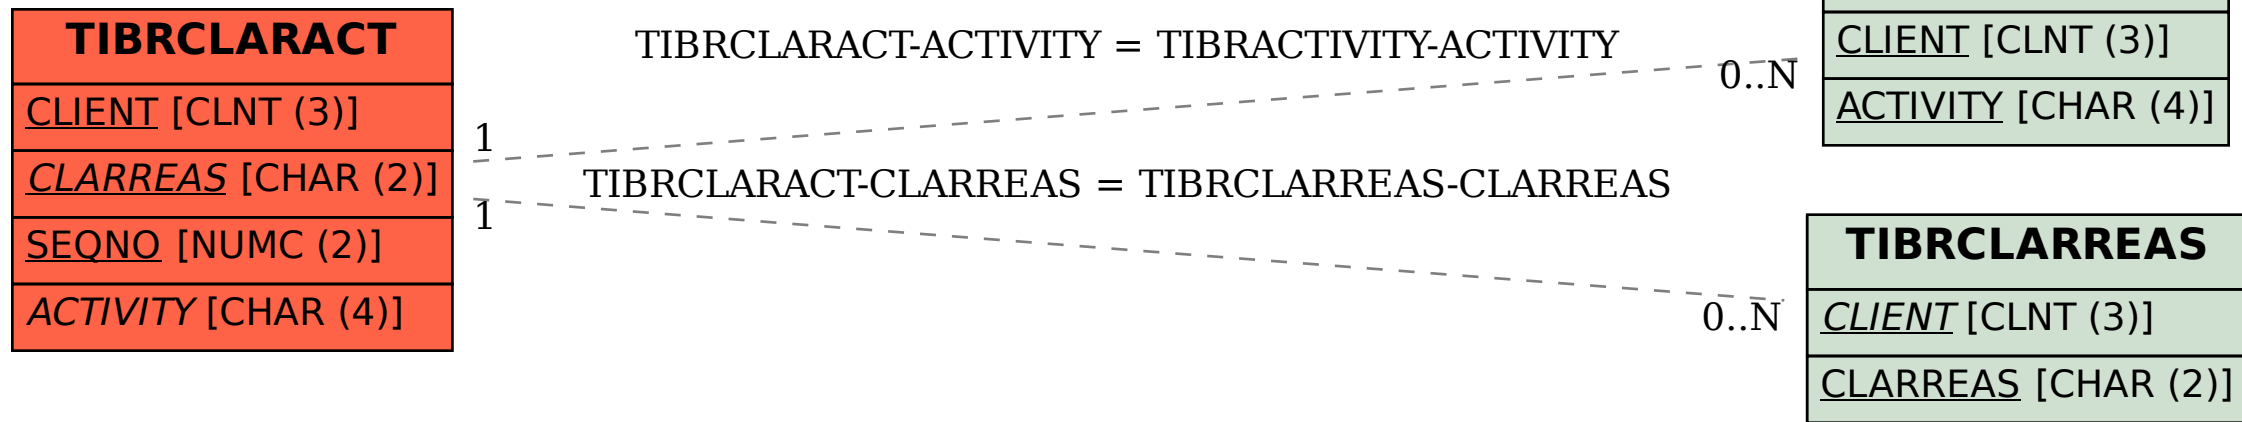 TIBRCLARACT
CLIENT [CLNT (3)]
CLARREAS [CHAR (2)]
SEQNO [NUMC (2)]
ACTIVITY [CHAR (4)]
TIBRCLARACT-ACTIVITY = TIBRACTIVITY-ACTIVITY
0..N
1
TIBRCLARACT-CLARREAS = TIBRCLARREAS-CLARREAS
1
0..N
CLIENT [CLNT (3)]
ACTIVITY [CHAR (4)]
TIBRCLARREAS
CLIENT [CLNT (3)]
CLARREAS [CHAR (2)]